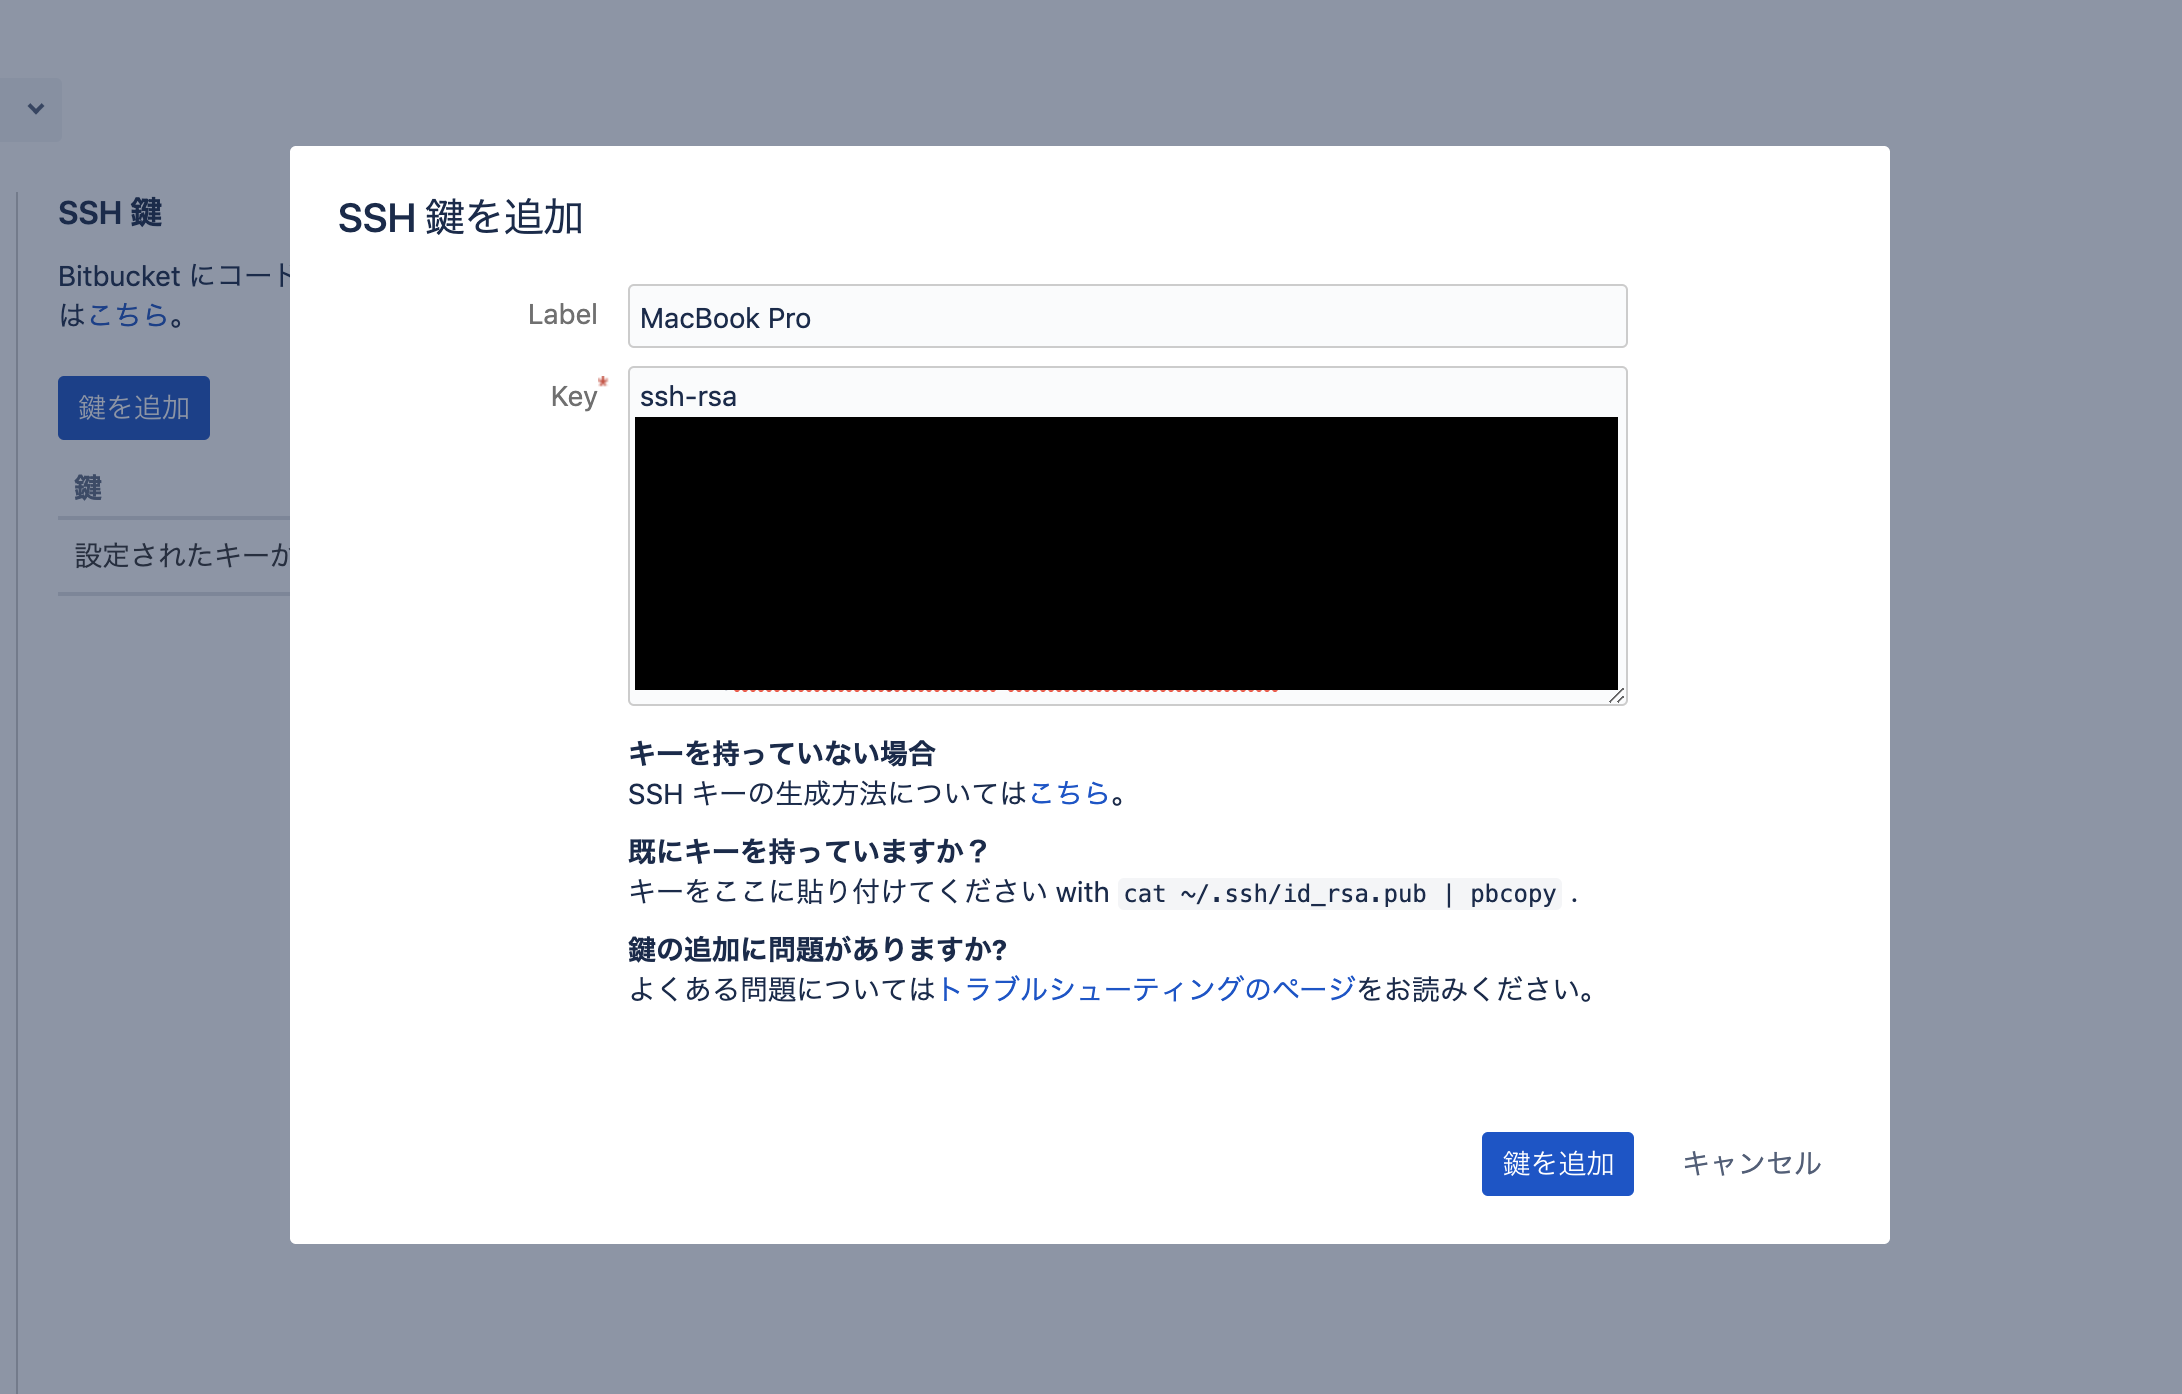 SSH 鍵
Bitbucket にコード
はこちら。
鍵を追加
鍵
設定されたキーが
SSH 鍵を追加
Label
MacBook Pro
Key*
ssh-rsa
キーを持っていない場合
SSH キーの生成方法についてはこちら。
既にキーを持っていますか？
キーをここに貼り付けてください with cat ~/.ssh/id_rsa.pub | pbcopy .
鍵の追加に問題がありますか?
よくある問題についてはトラブルシューティングのページをお読みください。
鍵を追加
キャンセル